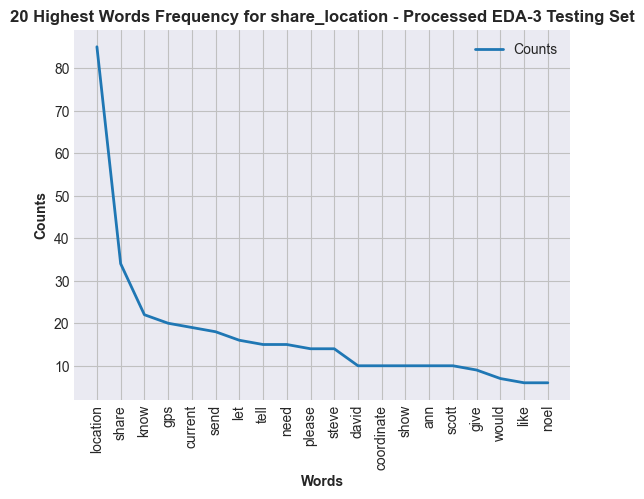 20 Highest Words Frequency for share_location - Processed EDA-3 Testing Set
Counts
80
70
60
50
40
30
20
10
Counts
location
share
know
gps
current
send
let
tell
need
please
steve
david
coordinate
show
ann
scott
give
would
like
noel
Words